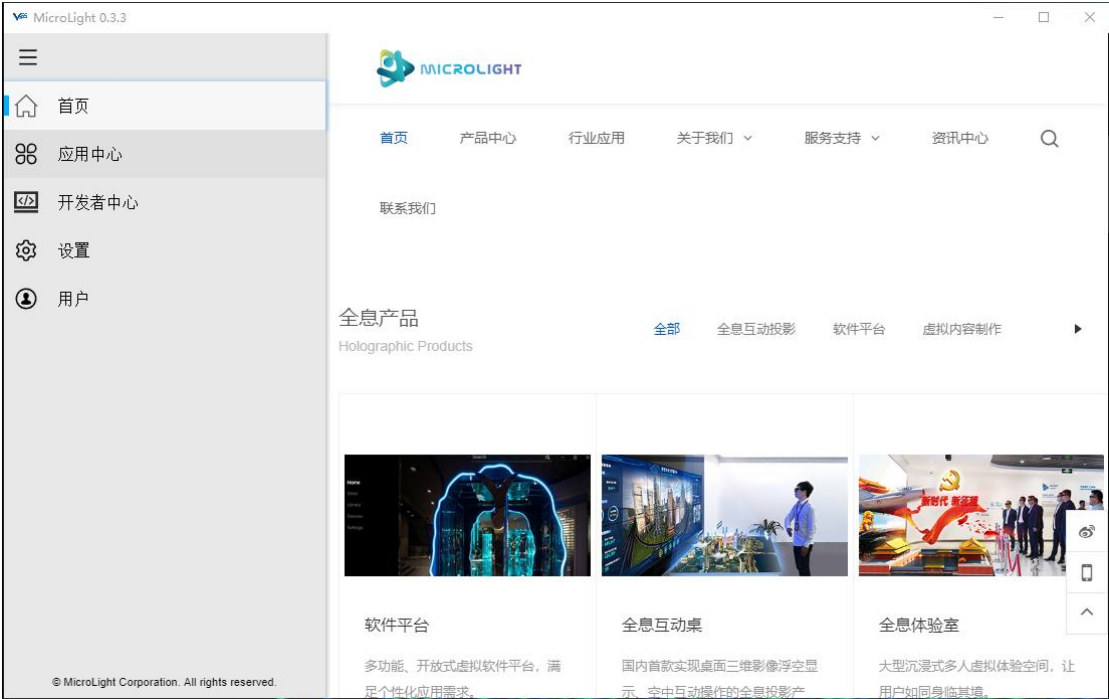 MicroLight 0.3.3
首页
应用中心
开发者中心
设置
用户
© MicroLight Corporation. All rights reserved.
MICROLIGHT
首页 产品中心 行业应用 关于我们 服务支持 资讯中心
联系我们
全息产品
Holographic Products
全部 全息互动投影 软件平台 虚拟内容制作
Home
新时代 新征程
软件平台
多功能、开放式虚拟软件平台，满
足个性化应用需求。
全息互动桌
国内首款实现桌面三维影像浮空显
示、空中互动操作的全息投影产
全息体验室
大型沉浸式多人虚拟体验空间，让
用户如同身临其境。